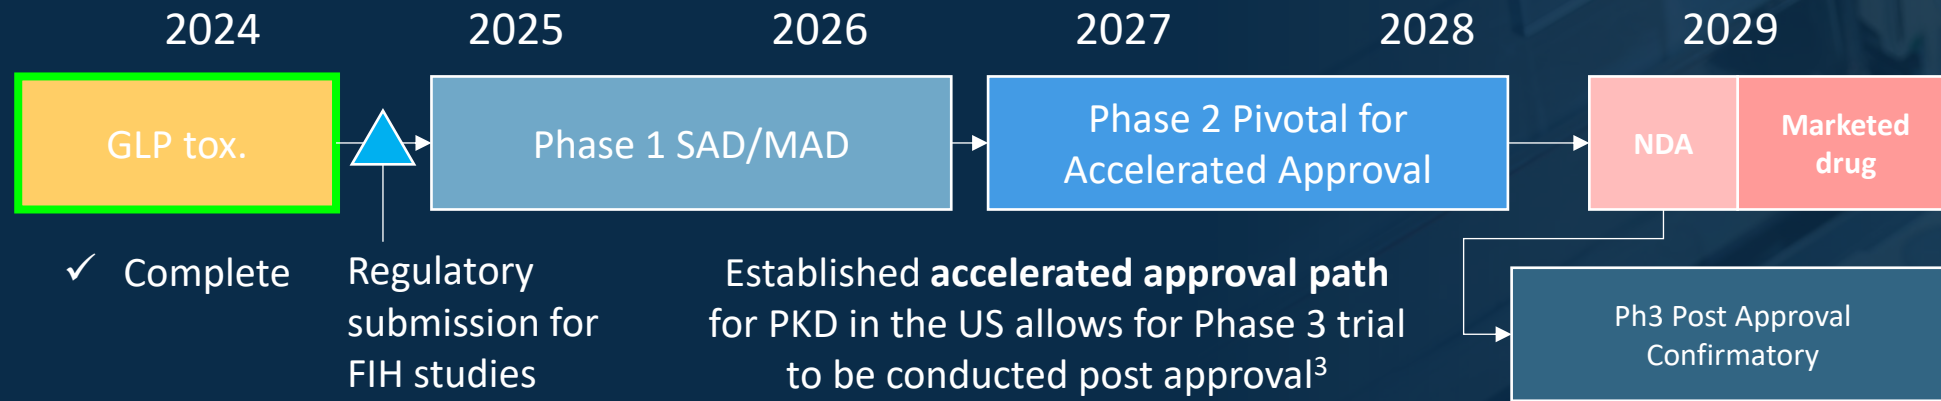 2024 2025 2026 2027 2028 2029
GLP tox.
Phase 1 SAD/MAD
Phase 2 Pivotal for
Accelerated Approval
NDA
Marketed
drug
✓ Complete
Regulatory
submission for
FIH studies
Established accelerated approval path
for PKD in the US allows for Phase 3 trial
to be conducted post approval³
Ph3 Post Approval
Confirmatory